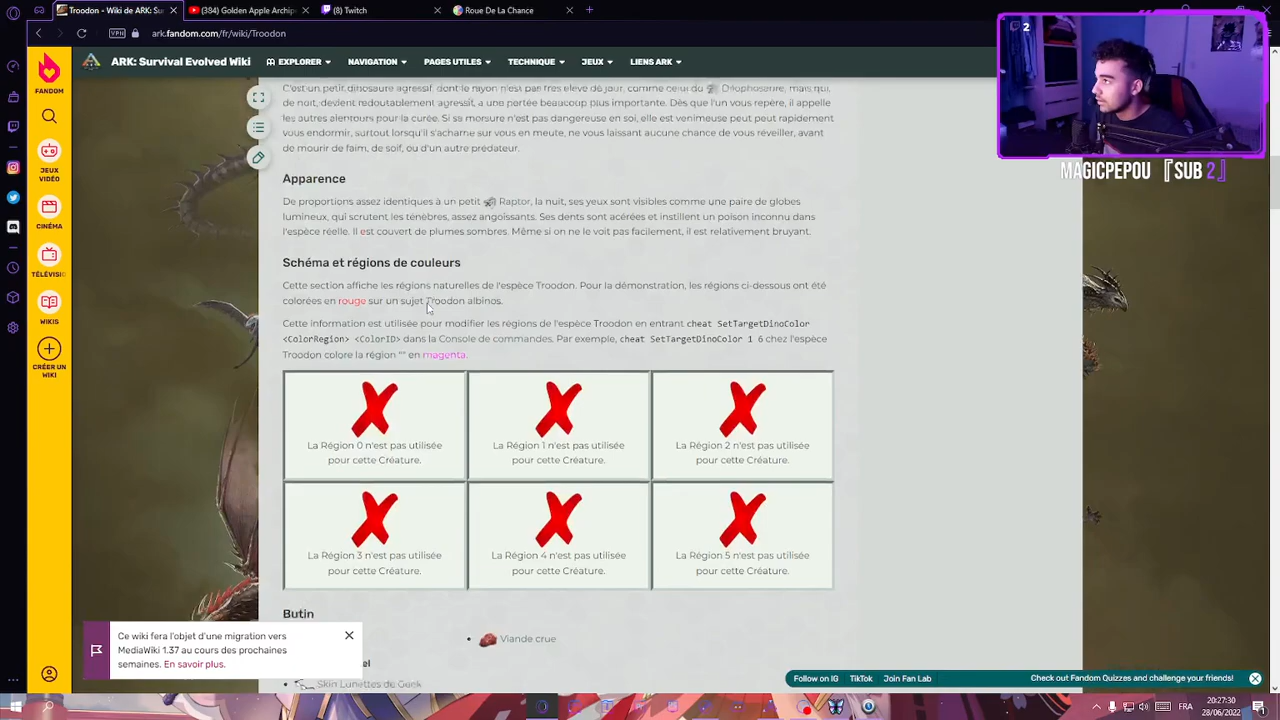 Troodon | Wiki de ARK: Su
(384) Golden Apple Archip
Twitch
Roue De La Chance
VPN
ark.fandom.com/fr/wiki/Troodon
2
FANDOM
JEUX
VIDÉO
CINÉMA
TÉLÉVISI
WIKIS
CRÉER UN
WIKI
ARK: Survival Evolved Wiki
EXPLORER
NAVIGATION
PAGES UTILES
TECHNIQUE
JEUX
LIENS ARK
C'est un petit dinosaure agressif, dont le rayon n'est pas très élevé de jour, comme celui du Dilophosaure, mais qui,
de nuit, devient redoutablement agressif, à une portée beaucoup plus importante. Dès que l'un vous repère, il appelle
les autres alentours pour la curée. Si sa morsure n'est pas dangereuse en soi, elle est venimeuse peut peut rapidement
vous endormir, surtout lorsqu'il s'acharne sur vous en meute, ne vous laissant aucune chance de vous réveiller, avant
de mourir de faim, de soif, ou d'un autre prédateur.
Apparence
De proportions assez identiques à un petit Raptor, la nuit, ses yeux sont visibles comme une paire de globes
lumineux, qui scrutent les ténèbres, assez angoissants. Ses dents sont acérées et instillent un poison inconnu dans
l'espèce réelle. Il est couvert de plumes sombres. Même si on ne le voit pas facilement, il est relativement bruyant.
Schéma et régions de couleurs
Cette section affiche les régions naturelles de l'espèce Troodon. Pour la démonstration, les régions ci-dessous ont été
colorées en rouge sur un sujet Troodon albinos.
Cette information est utilisée pour modifier les régions de l'espèce Troodon en entrant cheat SetTargetDinoColor
<ColorRegion> <ColorID> dans la Console de commandes. Par exemple, cheat SetTargetDinoColor 1 6 chez l'espèce
Troodon colore la région "" en magenta.
La Région 0 n'est pas utilisée
pour cette Créature.
La Région 1 n'est pas utilisée
pour cette Créature.
La Région 2 n'est pas utilisée
pour cette Créature.
La Région 3 n'est pas utilisée
pour cette Créature.
La Région 4 n'est pas utilisée
pour cette Créature.
La Région 5 n'est pas utilisée
pour cette Créature.
Butin
Viande crue
el
Skin Lunettes de Geek
Ce wiki fera l'objet d'une migration vers
MediaWiki 1.37 au cours des prochaines
semaines. En savoir plus.
Follow on IG
TikTok
Join Fan Lab
Check out Fandom Quizzes and challenge your friends!
MAGICPEPOU 『SUB 2』
FRA
20:27:30
28/06/2022